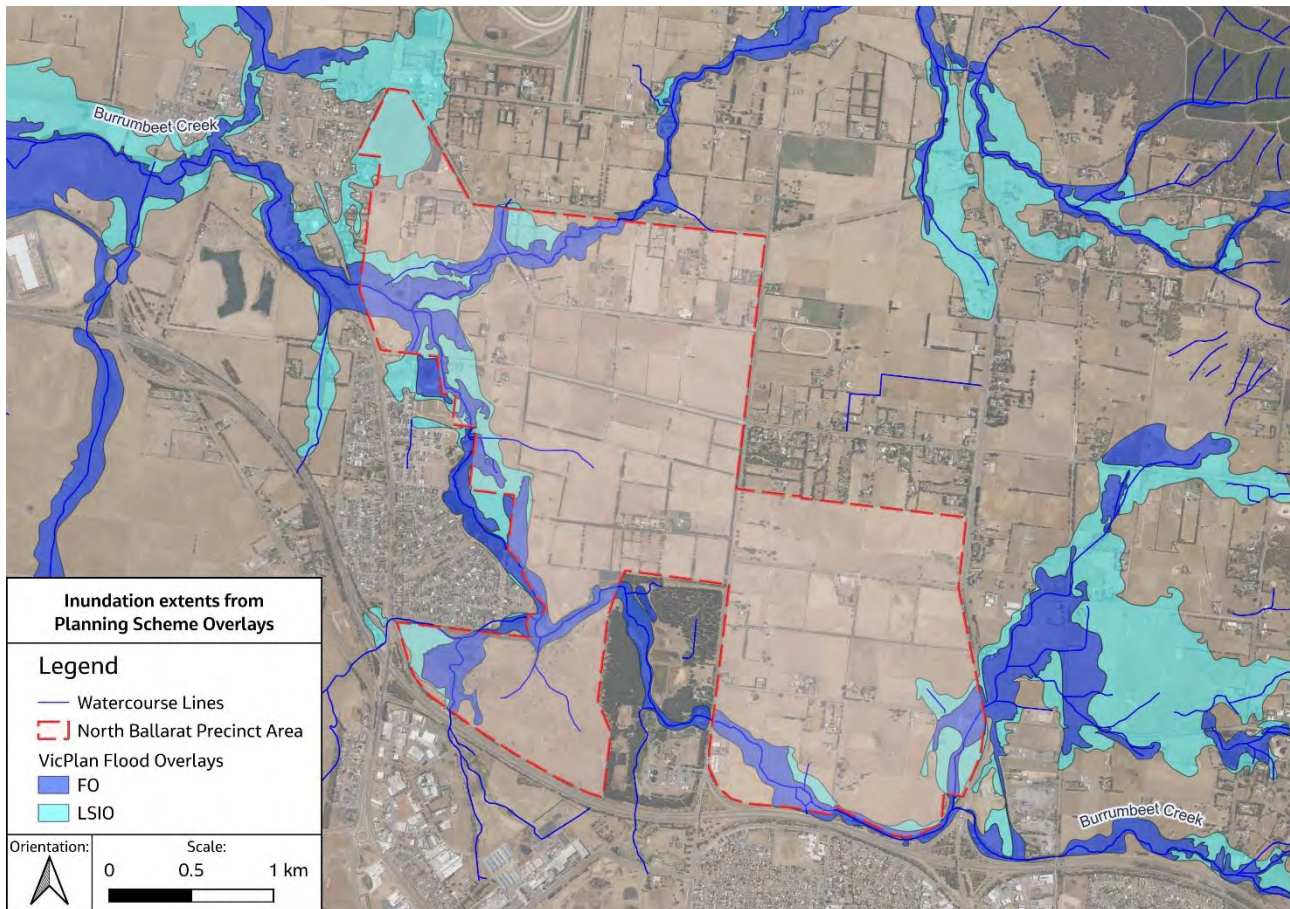 Burrumbeet Creek
Burrumbeet Creek
Inundation extents from
Planning Scheme Overlays
Legend
Watercourse Lines
North Ballarat Precinct Area
VicPlan Flood Overlays
FO
LSIO
Orientation:
Scale:
0 0.5 1 km